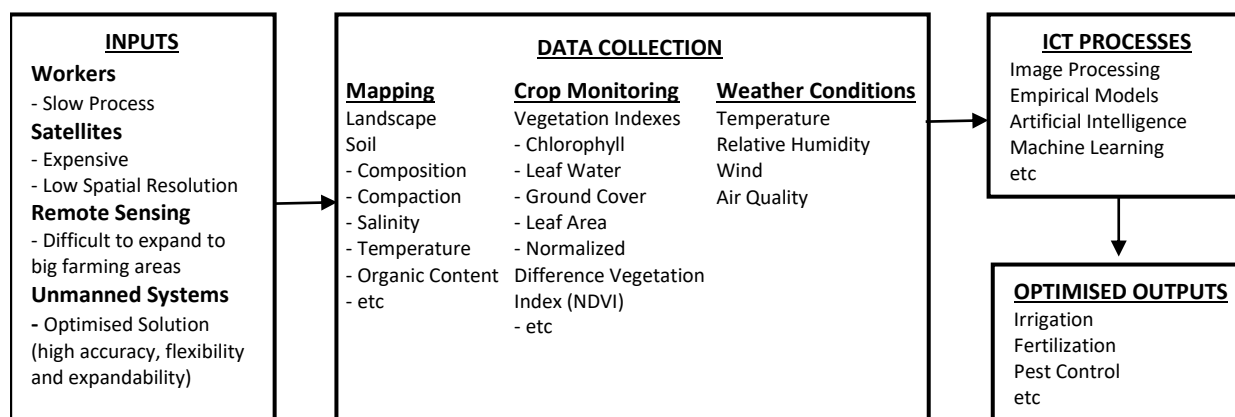 INPUTS
Workers
- Slow Process
Satellites
- Expensive
- Low Spatial Resolution
Remote Sensing
- Difficult to expand to
big farming areas
Unmanned Systems
- Optimised Solution
(high accuracy, flexibility
and expandability)
DATA COLLECTION
Mapping
Landscape
Soil
- Composition
- Compaction
- Salinity
- Temperature
- Organic Content
- etc
Crop Monitoring
Vegetation Indexes
- Chlorophyll
- Leaf Water
- Ground Cover
- Leaf Area
- Normalized
Difference Vegetation
Index (NDVI)
- etc
Weather Conditions
Temperature
Relative Humidity
Wind
Air Quality
ICT PROCESSES
Image Processing
Empirical Models
Artificial Intelligence
Machine Learning
etc
OPTIMISED OUTPUTS
Irrigation
Fertilization
Pest Control
etc